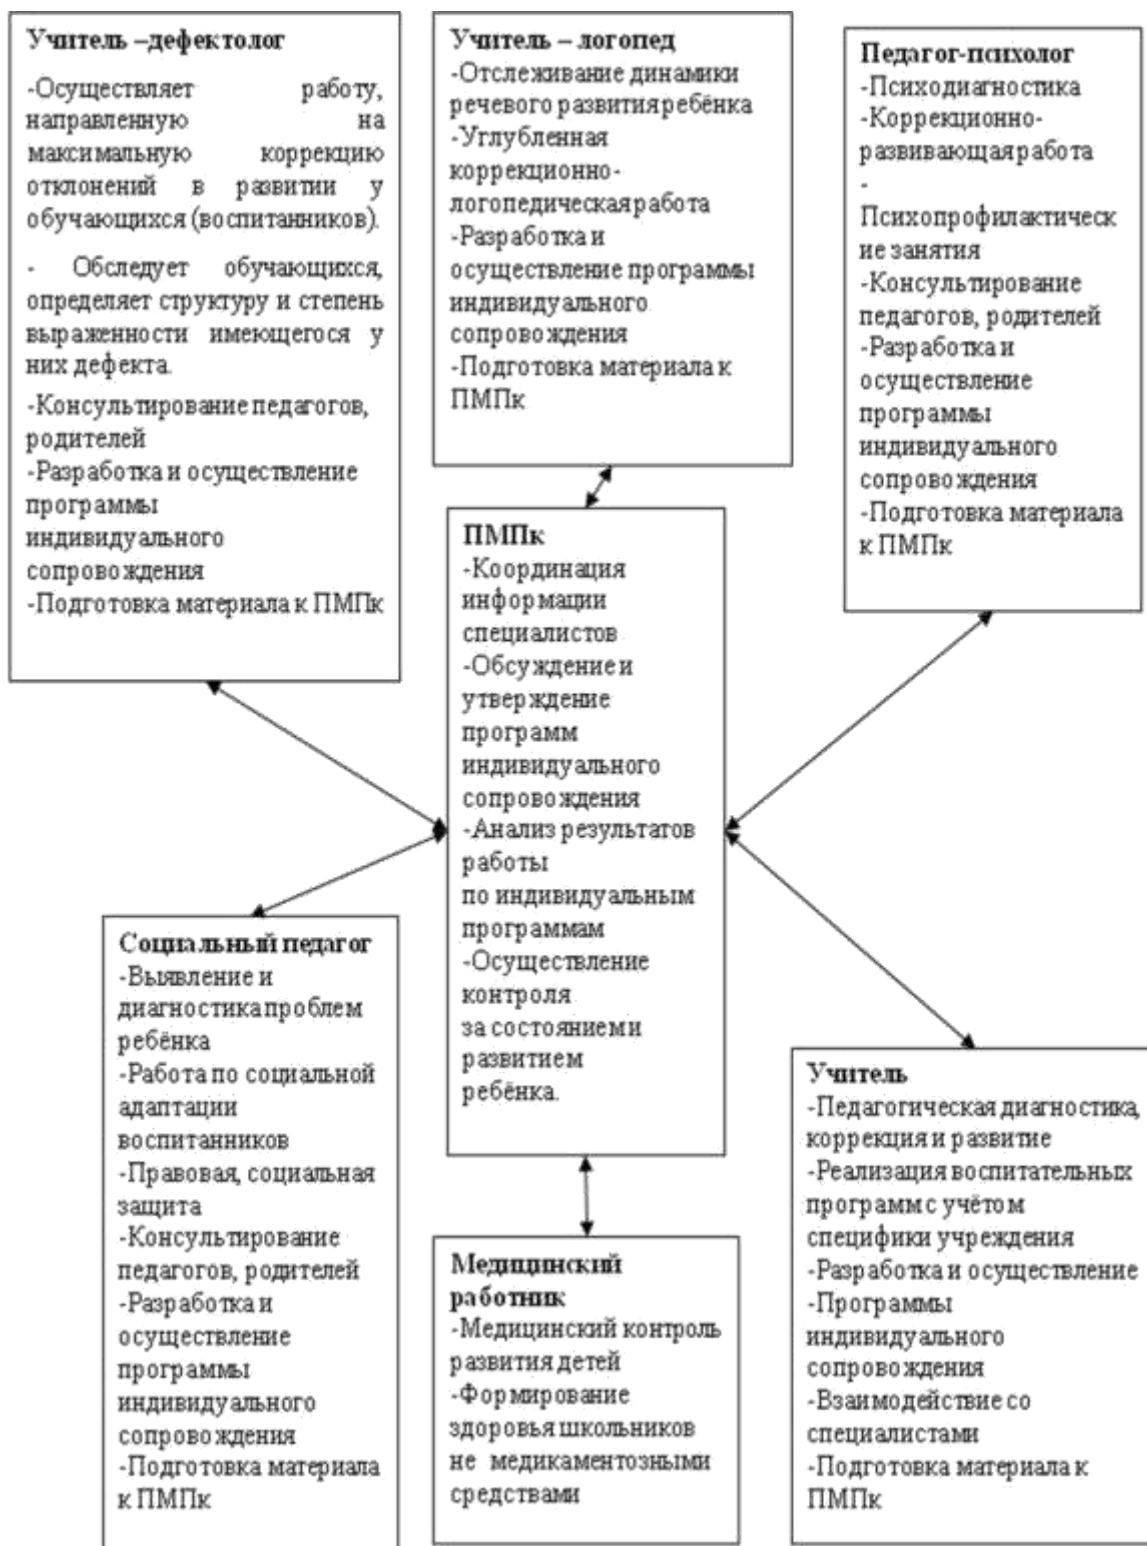 Учитель –дефектолог
-Осуществляет работу,
направленную на
максимальную коррекцию
отклонений в развитии у
обучающихся (воспитанников).
- Обследует обучающихся,
определяет структуру и степень
выраженности имеющегося у
них дефекта.
-Консультирование педагогов,
родителей
-Разработка и осуществление
программы
индивидуального
сопровождения
-Подготовка материала к ПМПк
Учитель – логопед
-Отслеживание динамики
речевого развития ребёнка
-Углубленная
коррекционно-
логопедическая работа
-Разработка и
осуществление программы
индивидуального
сопровождения
-Подготовка материала к
ПМПк
Педагог-психолог
-Психодиагностика
-Коррекционно-
развивающая работа
-
Психопрофилактическ
ие занятия
-Консультирование
педагогов, родителей
-Разработка и
осуществление
программы
индивидуального
сопровождения
-Подготовка материала
к ПМПк
ПМПк
-Координация
информации
специалистов
-Обсуждение и
утверждение
программ
индивидуального
сопровождения
-Анализ результатов
работы
по индивидуальным
программам
-Осуществление
контроля
за состоянием и
развитием
ребёнка.
Социальный педагог
-Выявление и
диагностика проблем
ребёнка
-Работа по социальной
адаптации
воспитанников
-Правовая, социальная
защита
-Консультирование
педагогов, родителей
-Разработка и
осуществление
программы
индивидуального
сопровождения
-Подготовка материала
к ПМПк
Медицинский
работник
-Медицинский контроль
развития детей
-Формирование
здоровья школьников
не медикаментозными
средствами
Учитель
-Педагогическая диагностика,
коррекция и развитие
-Реализация воспитательных
программ с учётом
специфики учреждения
-Разработка и осуществление
-Программы
индивидуального
сопровождения
-Взаимодействие со
специалистами
-Подготовка материала к
ПМПк